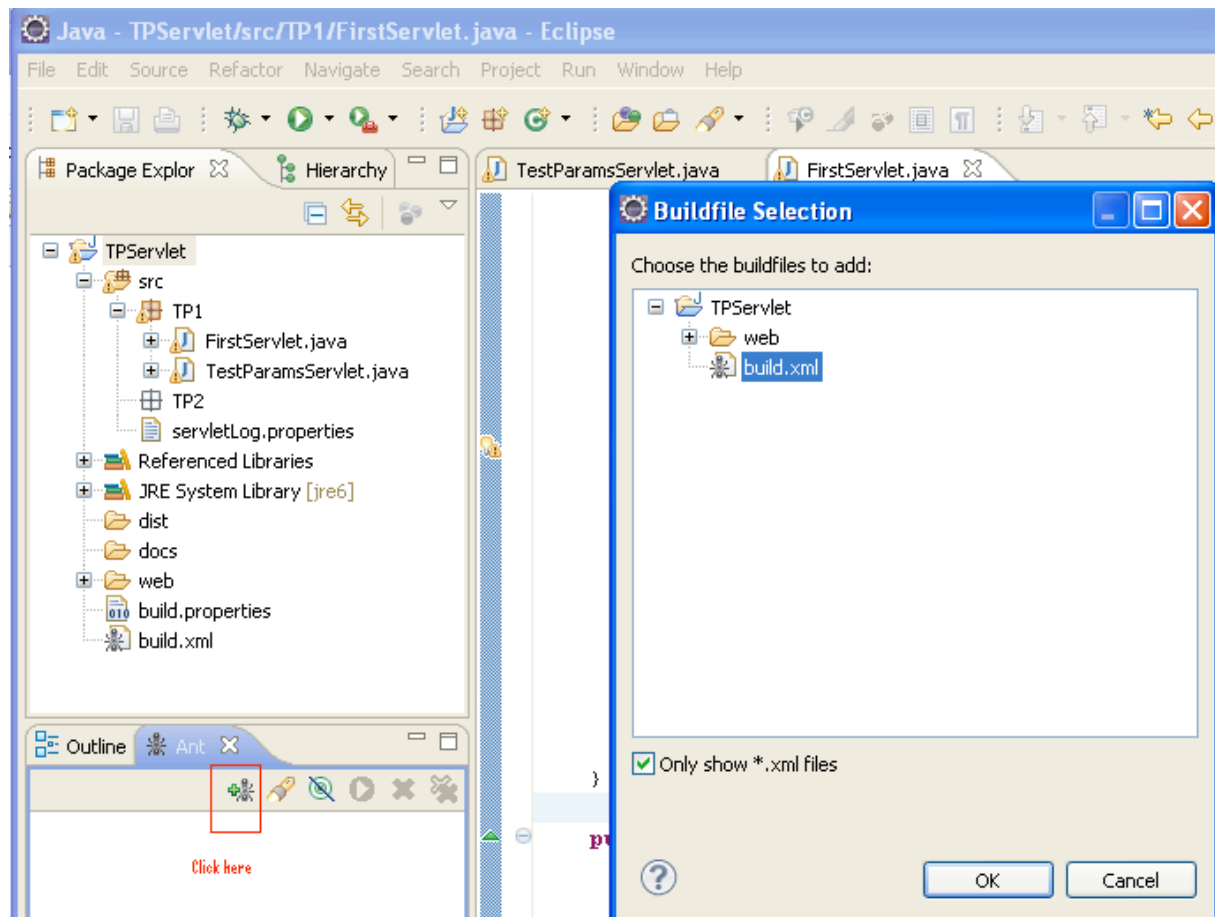 Java - TPServlet/src/TP1/FirstServlet.java - Eclipse
File Edit Source Refactor Navigate Search Project Run Window Help
Package Explor Hierarchy
TestParamsServlet.java FirstServlet.java
TPServlet
src
TP1
FirstServlet.java
TestParamsServlet.java
TP2
servletLog.properties
Referenced Libraries
JRE System Library [jre6]
dist
docs
web
build.properties
build.xml
Outline Ant
Click here
}
pu
Buildfile Selection
Choose the buildfiles to add:
TPServlet
web
build.xml
Only show *.xml files
OK Cancel